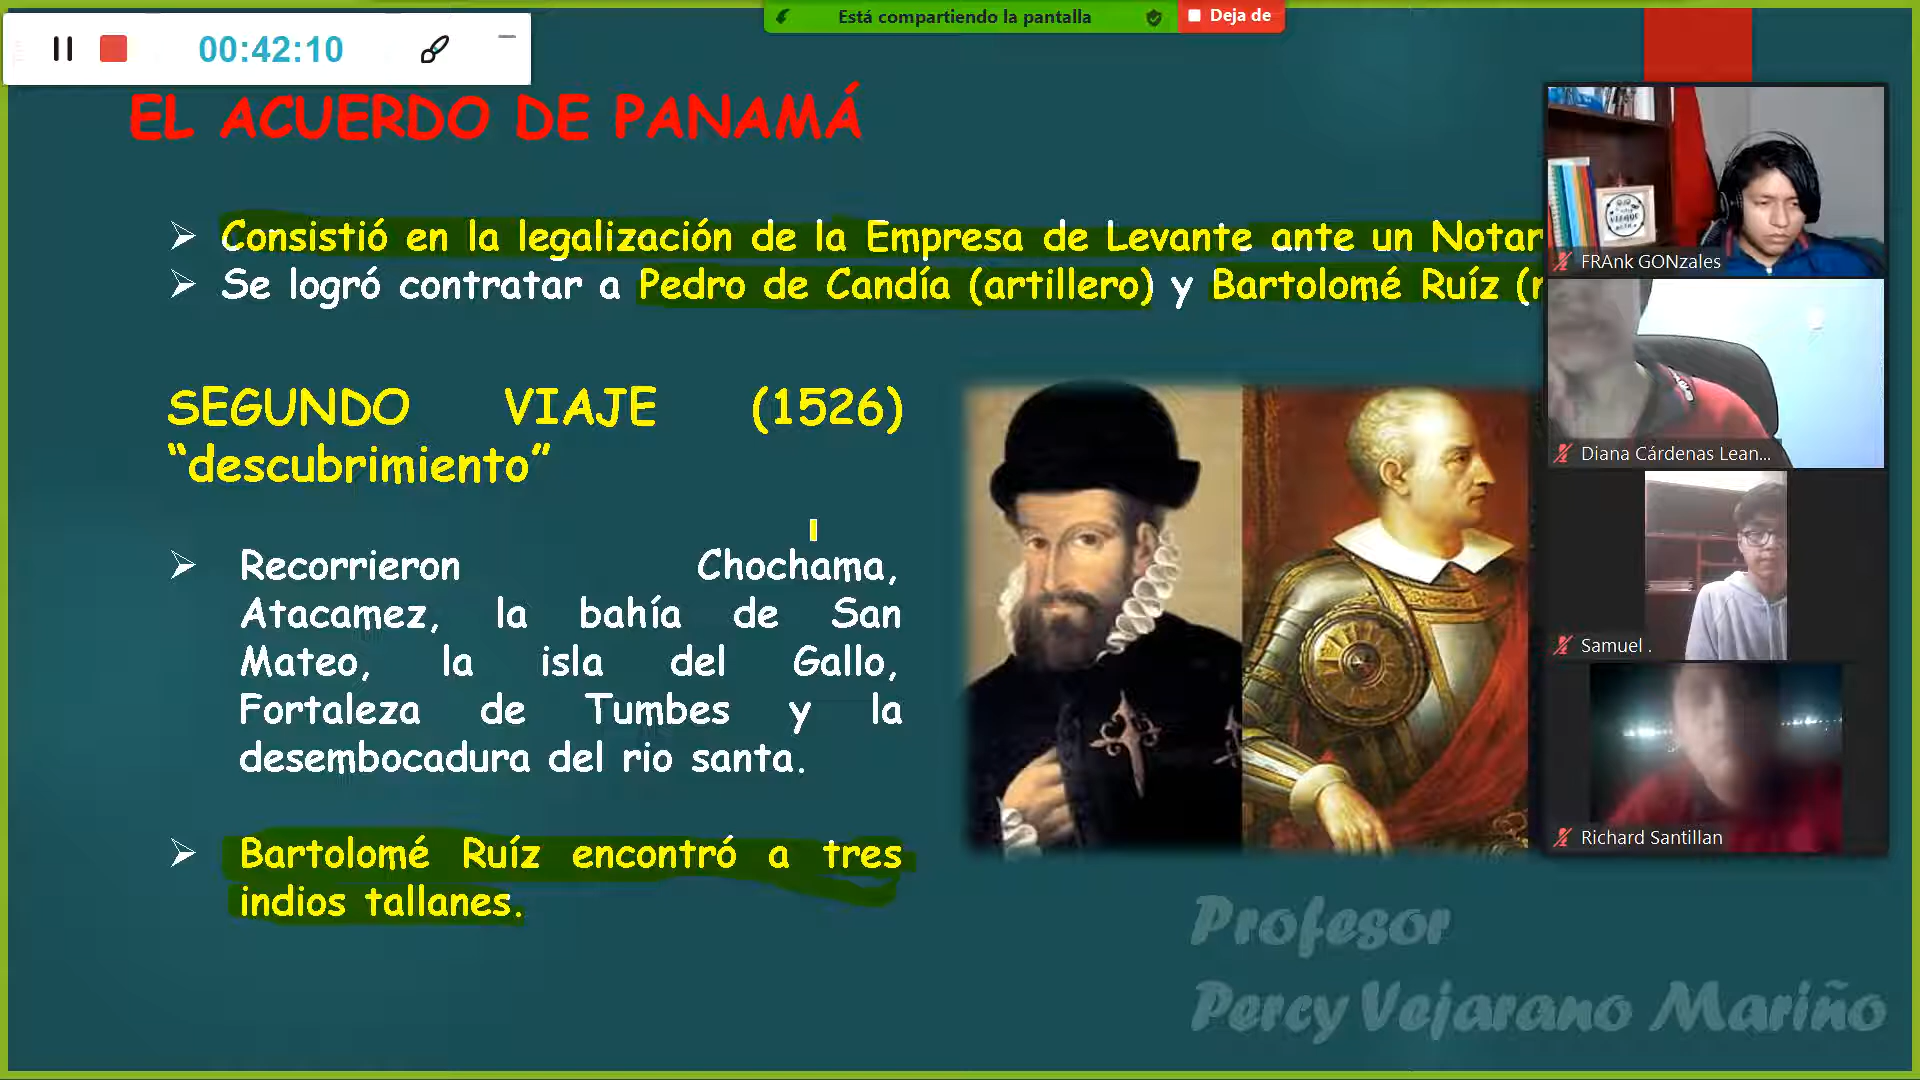 Está compartiendo la pantalla
Deja de
00:42:10
EL ACUERDO DE PANAMÁ
Consistió en la legalización de la Empresa de Levante ante un Notar
Se logró contratar a Pedro de Candía (artillero) y Bartolomé Ruíz (
SEGUNDO VIAJE (1526)
“descubrimiento”
Recorrieron Chochama,
Atacamez, la bahía de San
Mateo, la isla del Gallo,
Fortaleza de Tumbes y la
desembocadura del rio santa.
Bartolomé Ruíz encontró a tres
indios tallanes.
FRAnk GONzales
Diana Cárdenas Lean...
Samuel .
Richard Santillan
Profesor
Percy Vejarano Mariño